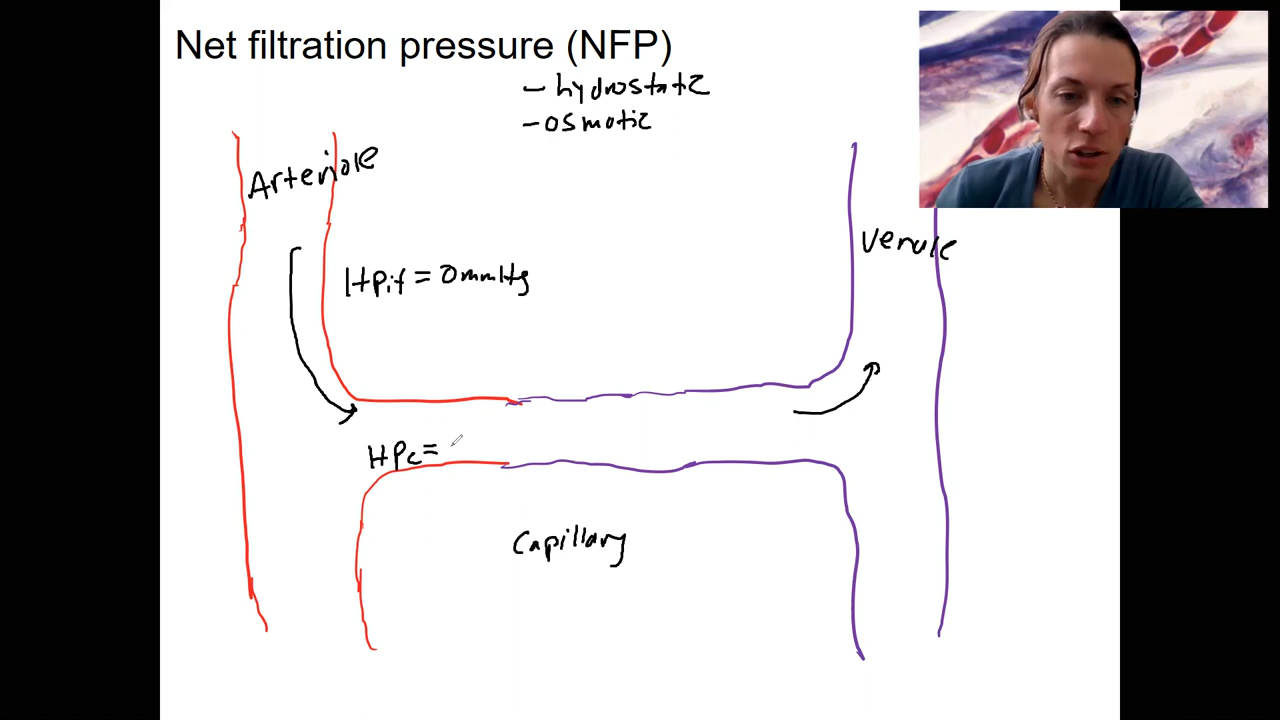 Net filtration pressure (NFP)
- hydrostatic
- osmotic
Arteriole
Venule
HPif = 0mmHg
HPc =
Capillary